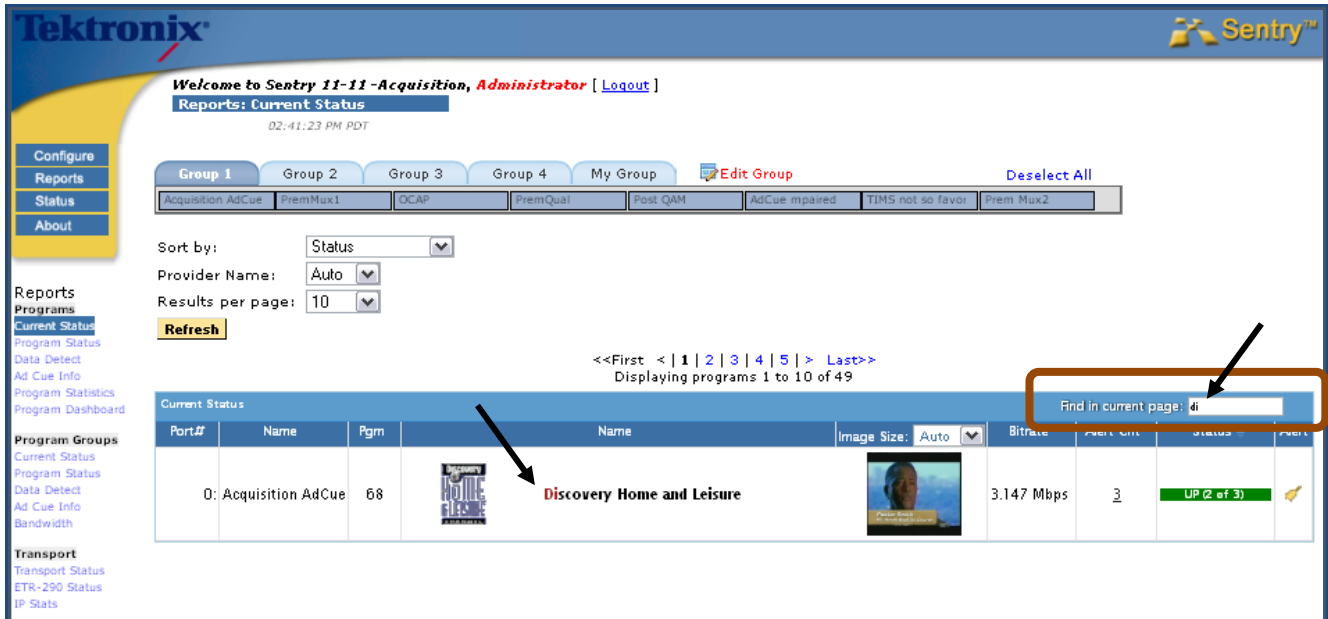 Tektronix
Sentry™
Welcome to Sentry 11-11 -Acquisition, Administrator [ Logout ]
Reports: Current Status
02:41:23 PM PDT
Configure
Reports
Status
About
Group 1 Group 2 Group 3 Group 4 My Group Edit Group Deselect All
Acquisition AdCue PremMux1 OCAP PremQual Post QAM AdCue mpaired TIMS not so favor Prem Mux2
Sort by: Status
Provider Name: Auto
Results per page: 10
Refresh
Reports
Programs
Current Status
Program Status
Data Detect
Ad Cue Info
Program Statistics
Program Dashboard
Program Groups
Current Status
Program Status
Data Detect
Ad Cue Info
Bandwidth
Transport
Transport Status
ETR-290 Status
IP Stats
<<First < | 1 | 2 | 3 | 4 | 5 | > Last>>
Displaying programs 1 to 10 of 49
Current Status Find in current page: di
Port# Name Pgm Name Image Size: Auto Bitrate Alert Cnt Status Alert
0: Acquisition AdCue 68 Discovery HOME & LEISURE CHANNEL Discovery Home and Leisure 3.147 Mbps 3 UP (2 of 3)